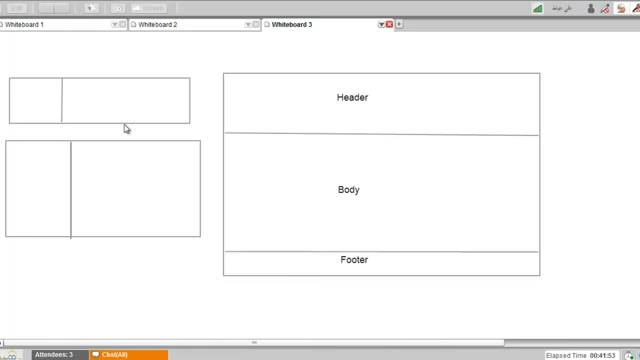 Whiteboard 1
Whiteboard 2
Whiteboard 3
Header
Body
Footer
Attendees: 3
Chat(All)
Elapsed Time
00:41:53